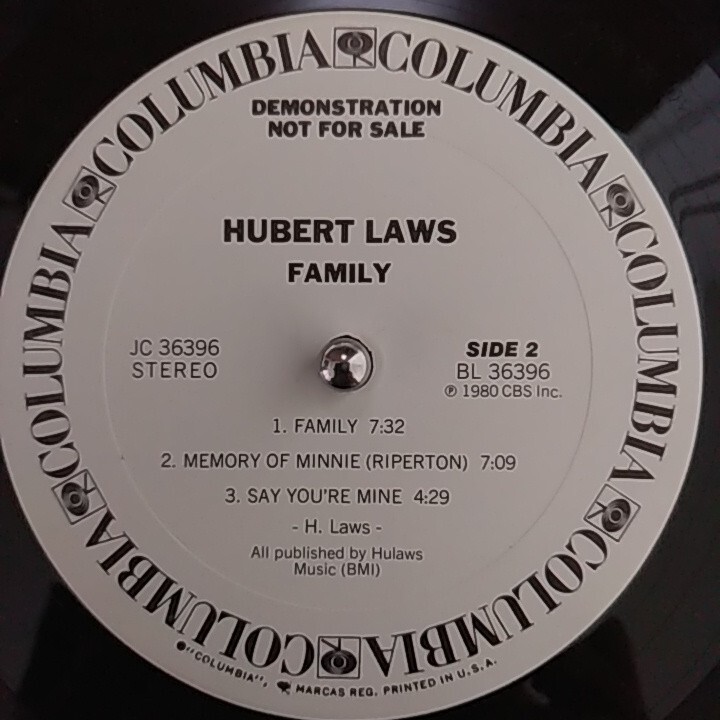 COLUMBIA COLUMBIA COLUMBIA COLUMBIA COLUMBIA COLUMBIA
DEMONSTRATION
NOT FOR SALE
HUBERT LAWS
FAMILY
JC 36396
STEREO
SIDE 2
BL 36396
℗ 1980 CBS Inc.
1. FAMILY 7:32
2. MEMORY OF MINNIE (RIPERTON) 7:09
3. SAY YOU'RE MINE 4:29
- H. Laws -
All published by Hulaws
Music (BMI)
"COLUMBIA", MARCAS REG. PRINTED IN U.S.A.